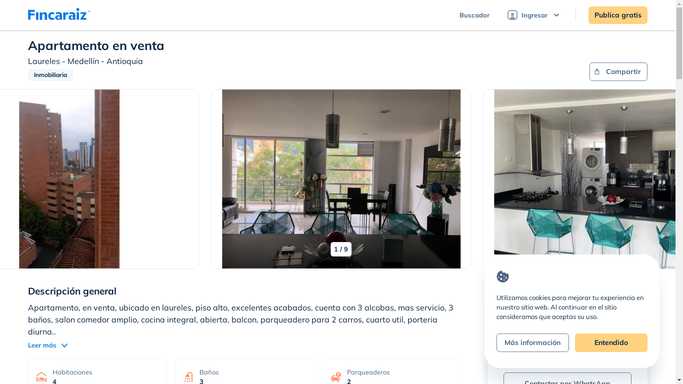 Fincaraiz
Buscador
Ingresar
Publica gratis
Apartamento en venta
Laureles - Medellín - Antioquia
Inmobiliaria
Compartir
1 / 9
Descripción general
Apartamento, en venta, ubicado en laureles, piso alto, excelentes acabados, cuenta con 3 alcobas, mas servicio, 3
baños, salon comedor amplio, cocina integral, abierta, balcon, parqueadero para 2 carros, cuarto util, porteria
diurna..
Leer más
Habitaciones
4
Baños
3
Parqueaderos
2
Utilizamos cookies para mejorar tu experiencia en
nuestro sitio web. Al continuar en el sitio
consideramos que aceptas su uso.
Más información
Entendido
Contactar por WhatsApp